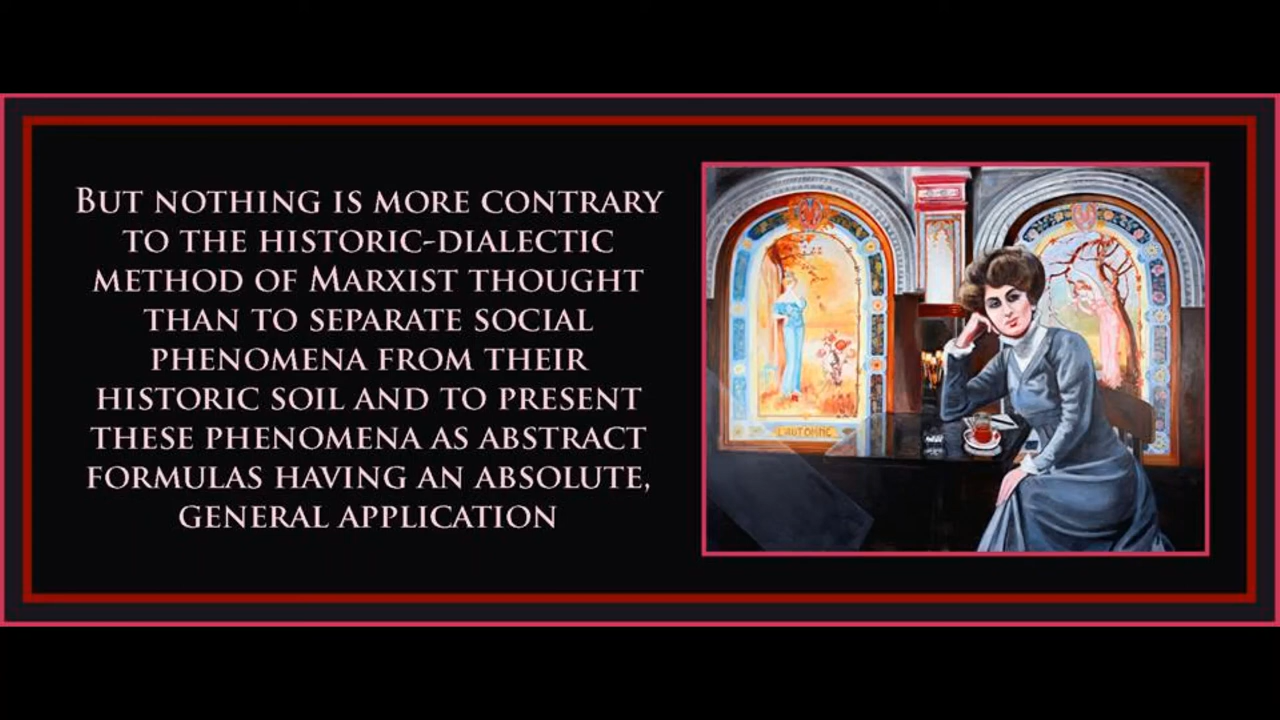 But nothing is more contrary
to the historic-dialectic
method of Marxist thought
than to separate social
phenomena from their
historic soil and to present
these phenomena as abstract
formulas having an absolute,
general application
L'AUTOMNE